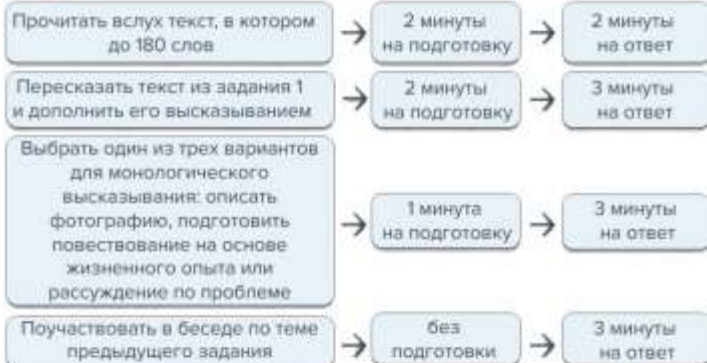 Прочитать вслух текст, в котором
до 180 слов
2 минуты
на подготовку
2 минуты
на ответ
Пересказать текст из задания 1
и дополнить его высказыванием
2 минуты
на подготовку
3 минуты
на ответ
Выбрать один из трех вариантов
для монологического
высказывания: описать
фотографию, подготовить
повествование на основе
жизненного опыта или
рассуждение по проблеме
1 минута
на подготовку
3 минуты
на ответ
Поучаствовать в беседе по теме
предыдущего задания
без
подготовки
3 минуты
на ответ